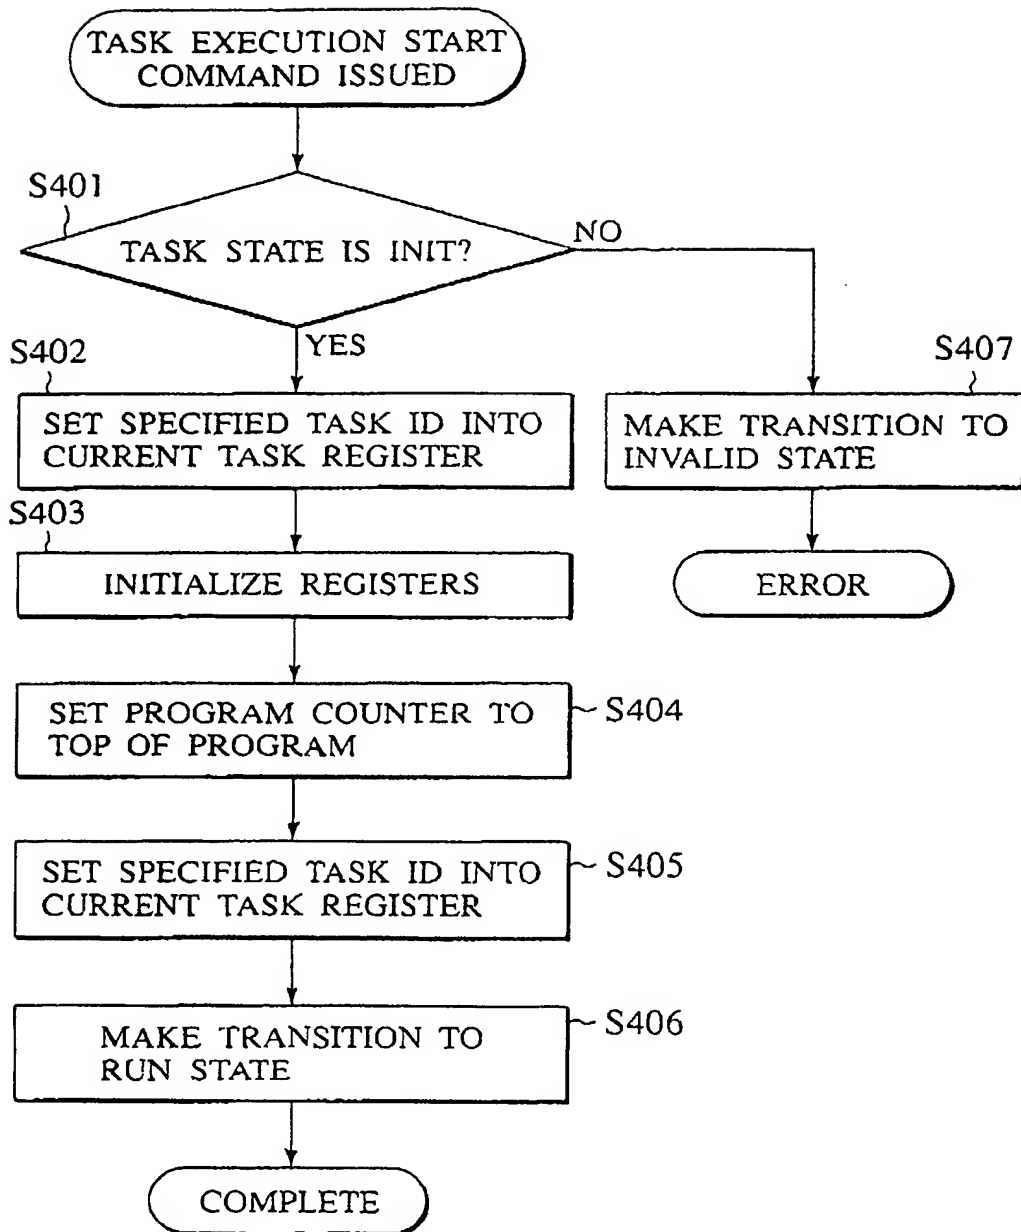 TASK EXECUTION START
COMMAND ISSUED
S401
TASK STATE IS INIT?
NO
YES
S402
SET SPECIFIED TASK ID INTO
CURRENT TASK REGISTER
S407
MAKE TRANSITION TO
INVALID STATE
S403
INITIALIZE REGISTERS
ERROR
SET PROGRAM COUNTER TO
TOP OF PROGRAM
S404
SET SPECIFIED TASK ID INTO
CURRENT TASK REGISTER
S405
MAKE TRANSITION TO
RUN STATE
S406
COMPLETE